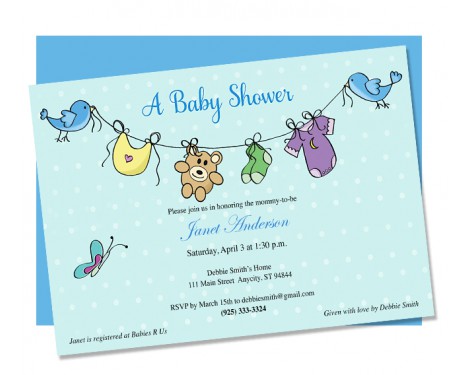 A Baby Shower
Please join us in honoring the mommy-to-be
Janet Anderson
Saturday, April 3 at 1:30 p.m.
Debbie Smith's Home
111 Main Street Anycity, ST 94844
RSVP by March 15th to debbiesmith@gmail.com
(925) 333-3324
Janet is registered at Babies R Us
Given with love by Debbie Smith